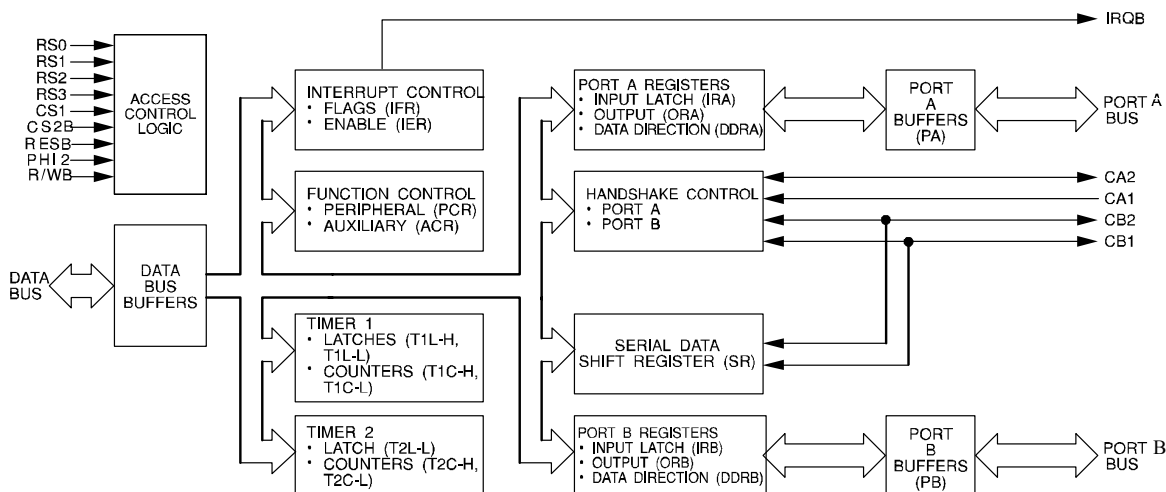 IRQB
RS0
RS1
RS2
RS3
CS1
CS2B
RESB
PHI2
R/WB
ACCESS
CONTROL
LOGIC
INTERRUPT CONTROL
• FLAGS (IFR)
• ENABLE (IER)
PORT A REGISTERS
• INPUT LATCH (IRA)
• OUTPUT (ORA)
• DATA DIRECTION (DDRA)
PORT
A
BUFFERS
(PA)
PORT A
BUS
FUNCTION CONTROL
• PERIPHERAL (PCR)
• AUXILIARY (ACR)
HANDSHAKE CONTROL
• PORT A
• PORT B
CA2
CA1
CB2
CB1
DATA
BUS
DATA
BUS
BUFFERS
TIMER 1
• LATCHES (T1L-H,
T1L-L)
• COUNTERS (T1C-H,
T1C-L)
SERIAL DATA
SHIFT REGISTER (SR)
TIMER 2
• LATCH (T2L-L)
• COUNTERS (T2C-H,
T2C-L)
PORT B REGISTERS
• INPUT LATCH (IRB)
• OUTPUT (ORB)
• DATA DIRECTION (DDRB)
PORT
B
BUFFERS
(PB)
PORT B
BUS